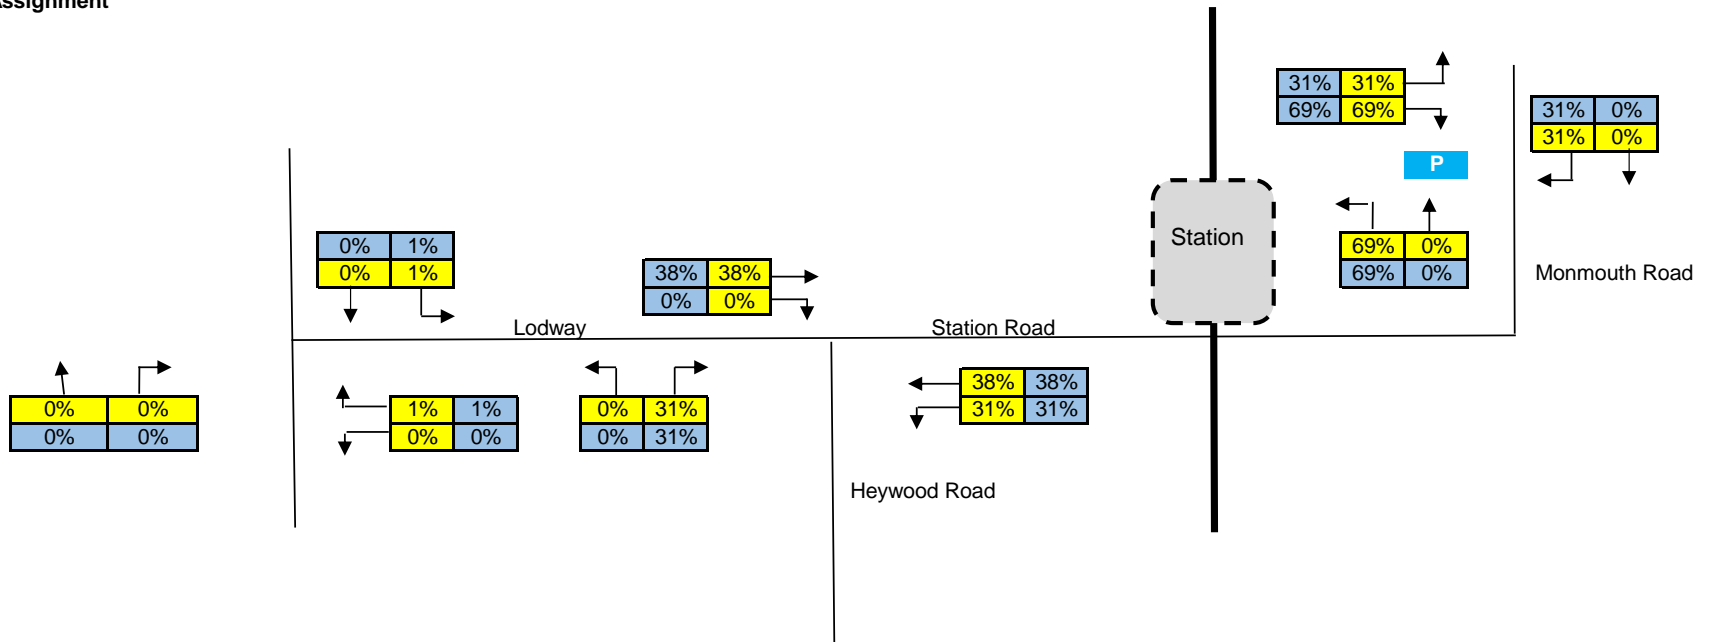 Assignment
31% 31%
69% 69%
31% 0%
31% 0%
P
Station
69% 0%
69% 0%
Monmouth Road
0% 1%
0% 1%
38% 38%
0% 0%
Lodway
Station Road
0% 0%
0% 0%
1% 1%
0% 0%
0% 31%
0% 31%
38% 38%
31% 31%
Heywood Road